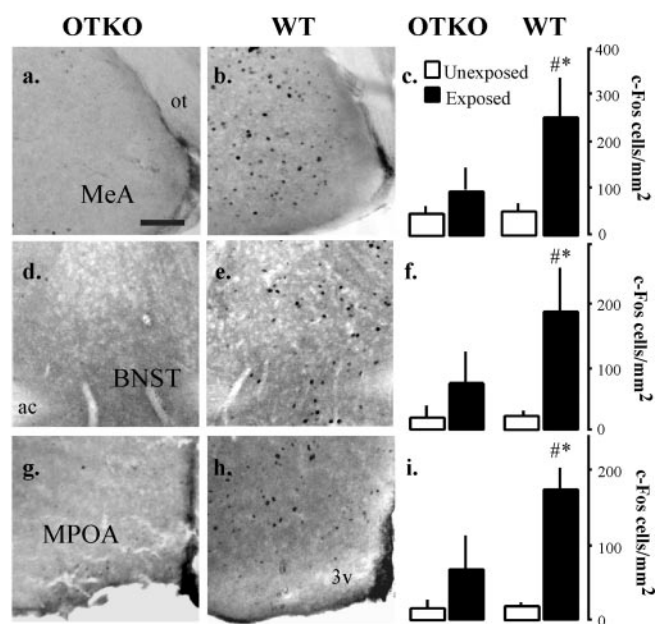 OTKO WT OTKO WT
a. ot b. c. Unexposed #* 400
Exposed 300
MeA 200
100
0
c-Fos cells/mm²
d. e. f. #*
BNST 200
ac 100
0
c-Fos cells/mm²
g. h. i. #* 200
MPOA 100
3v 0
c-Fos cells/mm²